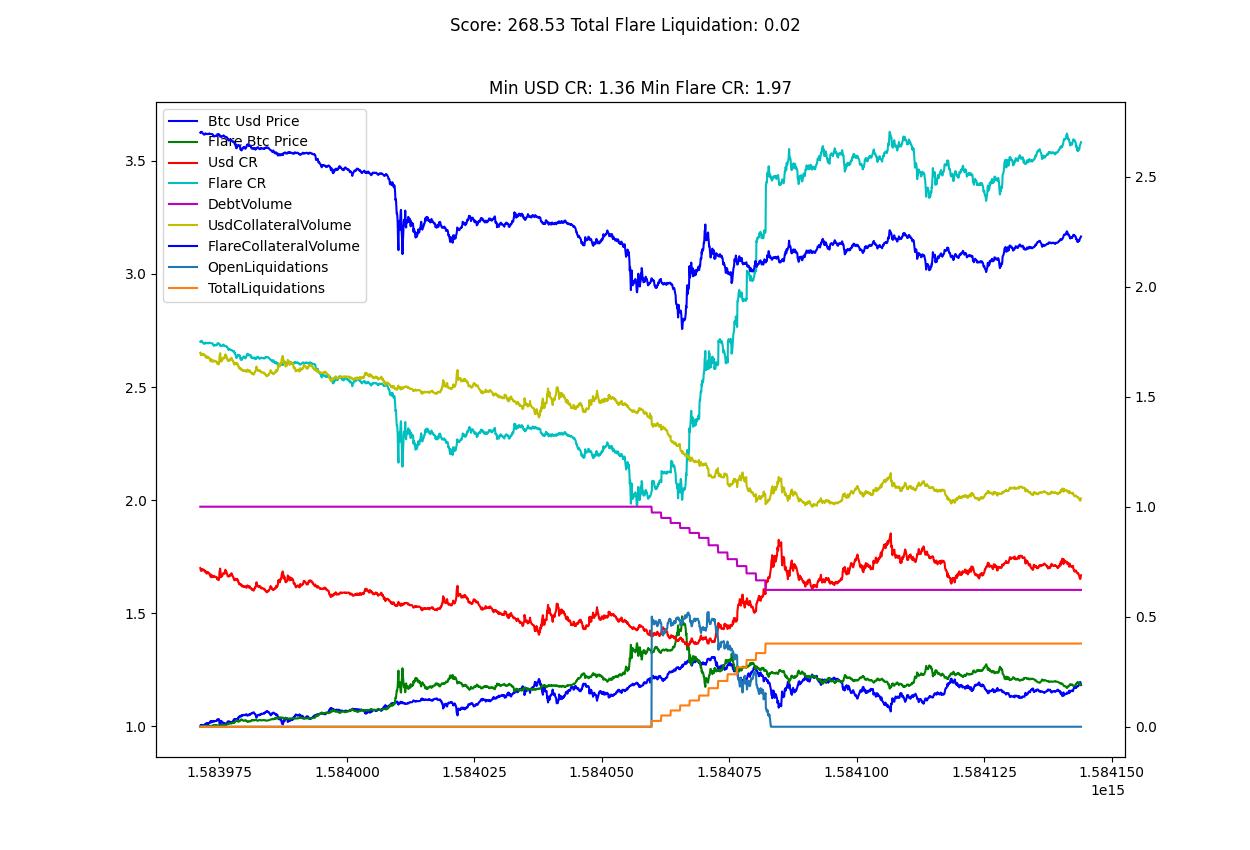 Score: 268.53 Total Flare Liquidation: 0.02
Min USD CR: 1.36 Min Flare CR: 1.97
Btc Usd Price
Flare Btc Price
Usd CR
Flare CR
DebtVolume
UsdCollateralVolume
FlareCollateralVolume
OpenLiquidations
TotalLiquidations
3.5
3.0
2.5
2.0
1.5
1.0
2.5
2.0
1.5
1.0
0.5
0.0
1.583975 1.584000 1.584025 1.584050 1.584075 1.584100 1.584125 1.584150
1e15